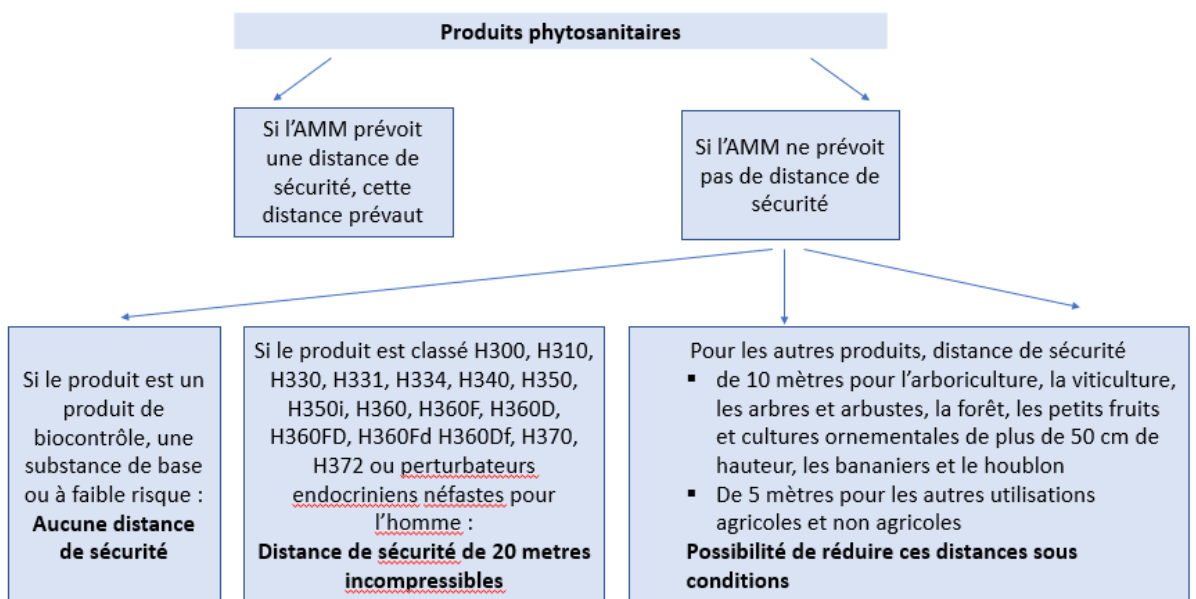 Produits phytosanitaires
Si l'AMM prévoit
une distance de
sécurité, cette
distance prévaut
Si l'AMM ne prévoit
pas de distance de
sécurité
Si le produit est un
produit de
biocontrôle, une
substance de base
ou à faible risque :
Aucune distance
de sécurité
Si le produit est classé H300, H310,
H330, H331, H334, H340, H350,
H350i, H360, H360F, H360D,
H360FD, H360Fd H360Df, H370,
H372 ou perturbateurs
endocriniens néfastes pour
l'homme :
Distance de sécurité de 20 metres
incompressibles
Pour les autres produits, distance de sécurité
▪ de 10 mètres pour l'arboriculture, la viticulture,
les arbres et arbustes, la forêt, les petits fruits
et cultures ornementales de plus de 50 cm de
hauteur, les bananiers et le houblon
▪ De 5 mètres pour les autres utilisations
agricoles et non agricoles
Possibilité de réduire ces distances sous
conditions